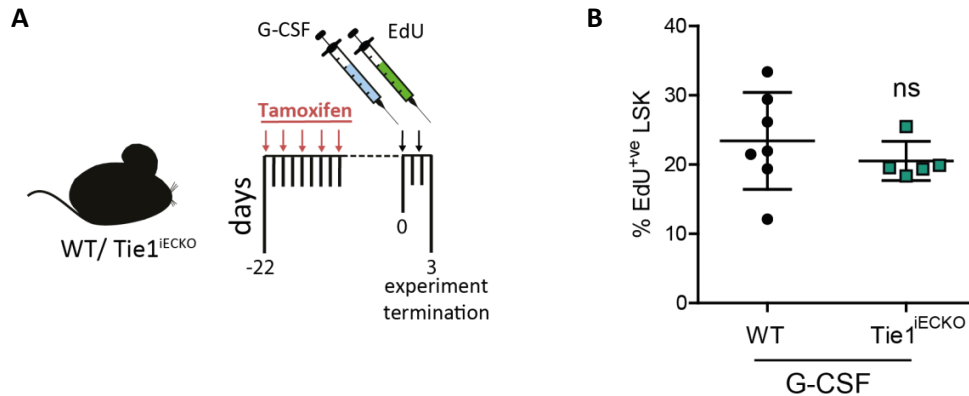 A
G-CSF EdU
Tamoxifen
days
0
-22
3
experiment
termination
WT/ Tie1iECKO
B
% EdU+ve LSK
40
30
20
10
0
ns
WT
Tie1iECKO
G-CSF